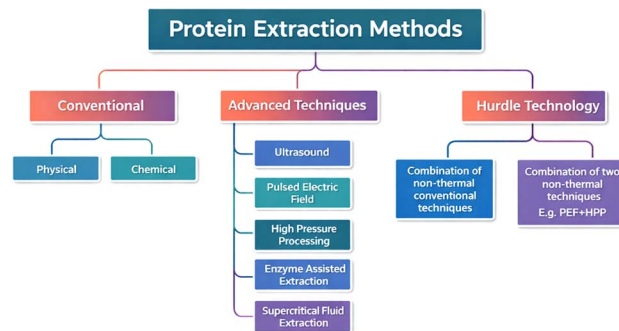 Protein Extraction Methods
Conventional
Advanced Techniques
Hurdle Technology
Physical
Chemical
Ultrasound
Pulsed Electric
Field
High Pressure
Processing
Enzyme Assisted
Extraction
Supercritical Fluid
Extraction
Combination of
non-thermal
conventional
techniques
Combination of two
non-thermal
techniques
E.g. PEF+HPP